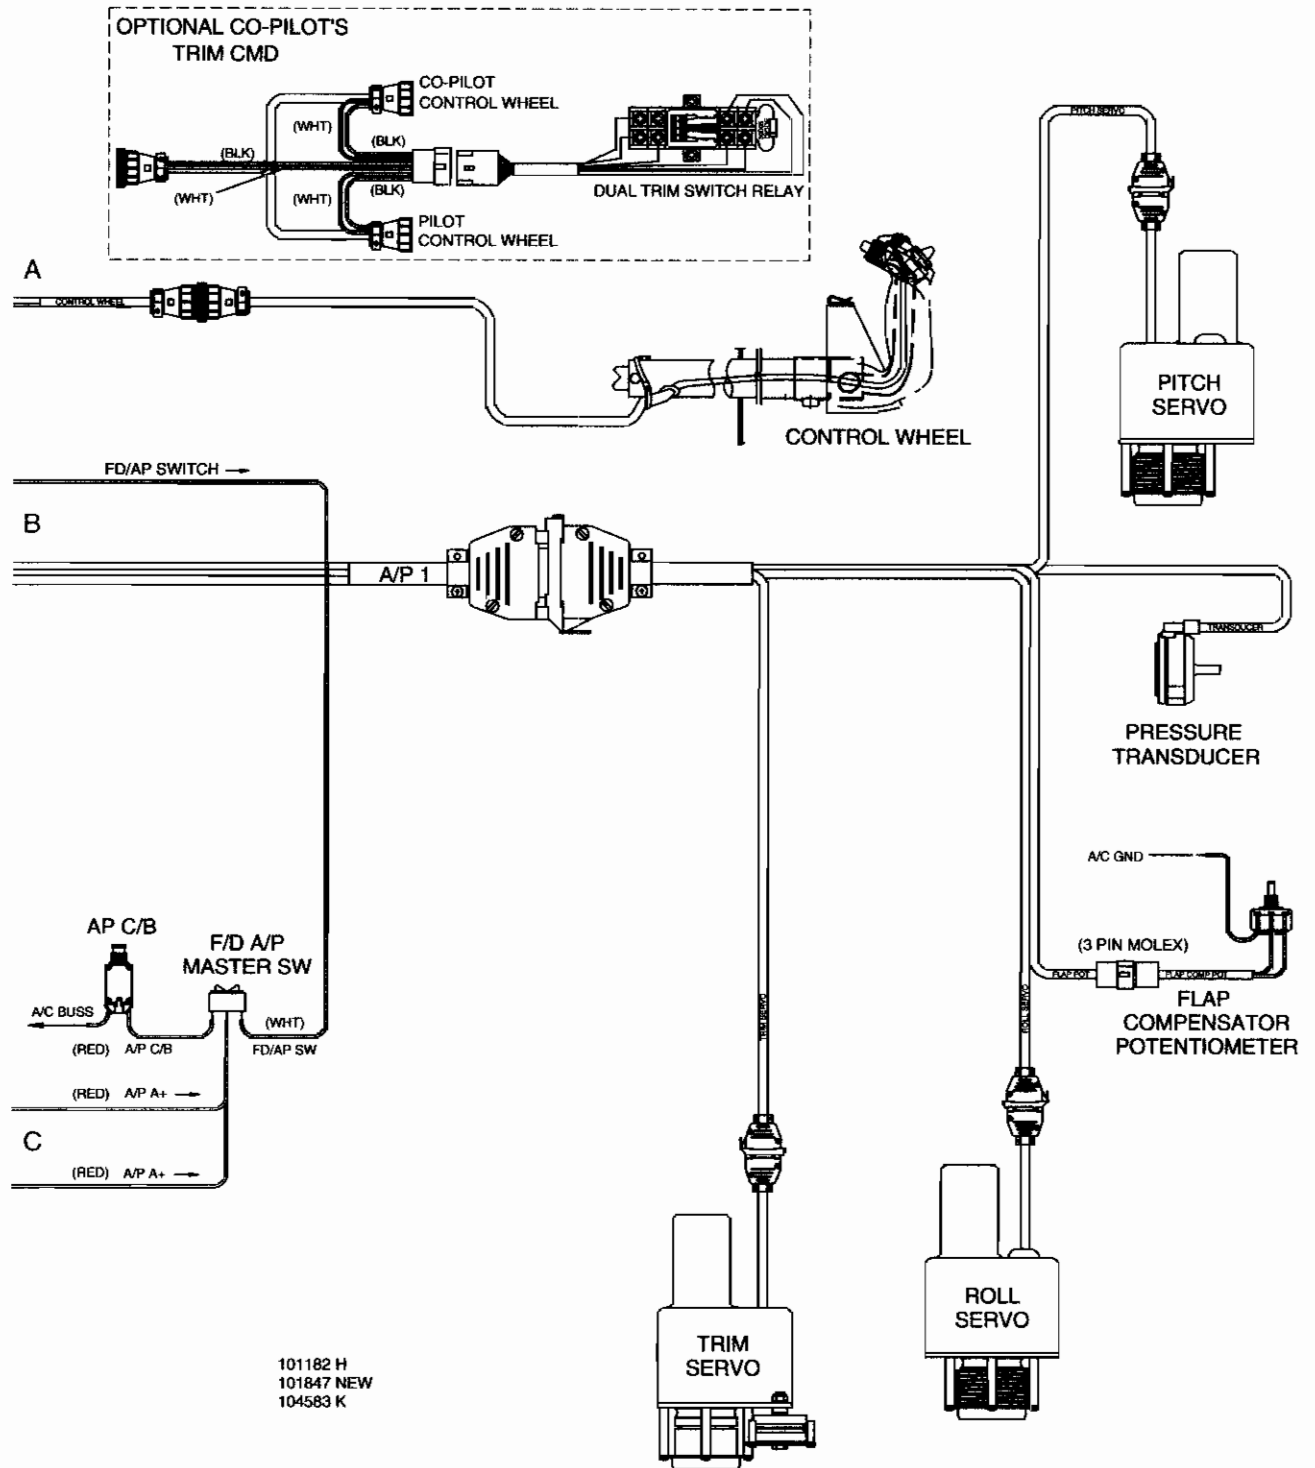 OPTIONAL CO-PILOT'S
TRIM CMD
CO-PILOT
CONTROL WHEEL
(WHT)
(BLK)
(BLK)
(WHT)
(WHT)
(BLK)
DUAL TRIM SWITCH RELAY
PILOT
CONTROL WHEEL
PITCH SERVO
A
CONTROL WHEEL
CONTROL WHEEL
PITCH
SERVO
FD/AP SWITCH
B
A/P 1
TRANSDUCER
PRESSURE
TRANSDUCER
A/C GND
(3 PIN MOLEX)
FLAP POT
FLAP COMP POT
FLAP
COMPENSATOR
POTENTIOMETER
AP C/B
F/D A/P
MASTER SW
A/C BUSS
(WHT)
(RED) A/P C/B
FD/AP SW
(RED) A/P A+
C
(RED) A/P A+
TRIM SERVO
ROLL SERVO
TRIM
SERVO
ROLL
SERVO
101182 H
101847 NEW
104583 K